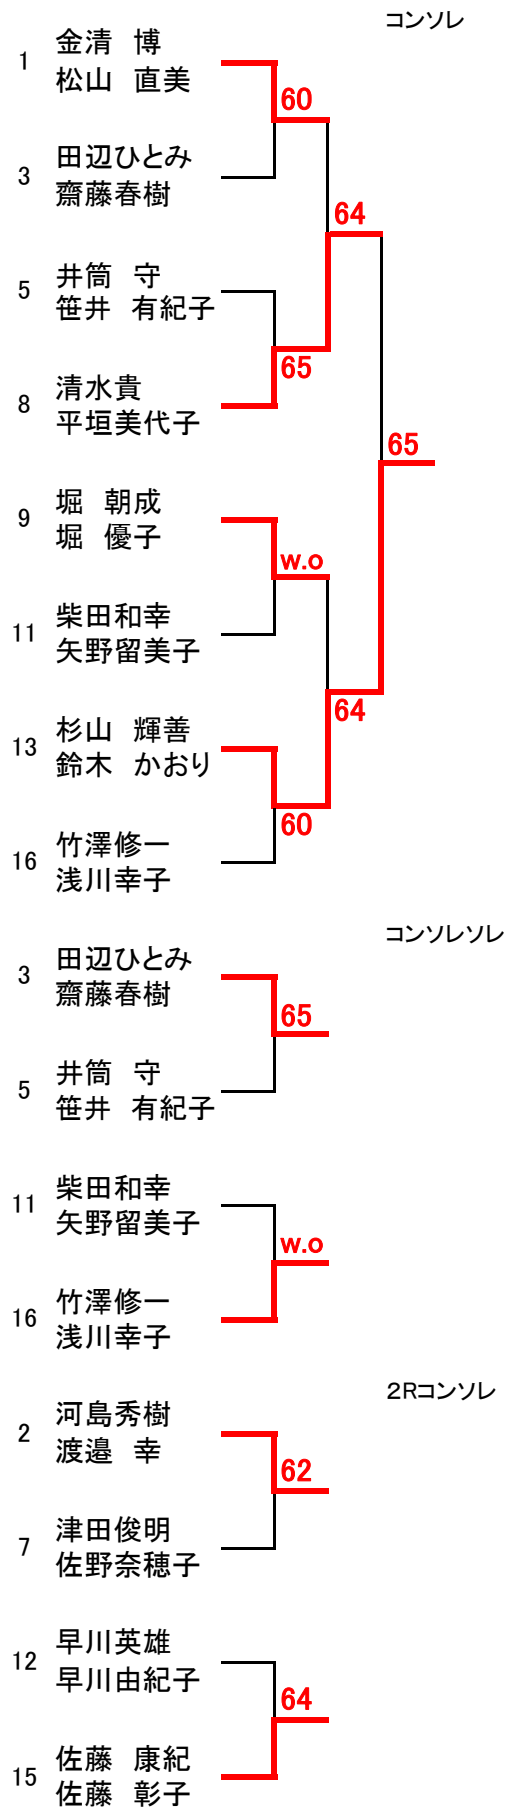 コンソレ
1
金清　博
松山　直美
60
3
田辺ひとみ
齋藤春樹
64
5
井筒　守
笹井　有紀子
65
8
清水貴
平垣美代子
65
9
堀　朝成
堀　優子
w.o
11
柴田和幸
矢野留美子
64
13
杉山　輝善
鈴木　かおり
60
16
竹澤修一
浅川幸子
コンソレソレ
3
田辺ひとみ
齋藤春樹
65
5
井筒　守
笹井　有紀子
11
柴田和幸
矢野留美子
w.o
16
竹澤修一
浅川幸子
２Rコンソレ
2
河島秀樹
渡邉　幸
62
7
津田俊明
佐野奈穂子
12
早川英雄
早川由紀子
64
15
佐藤　康紀
佐藤　彰子